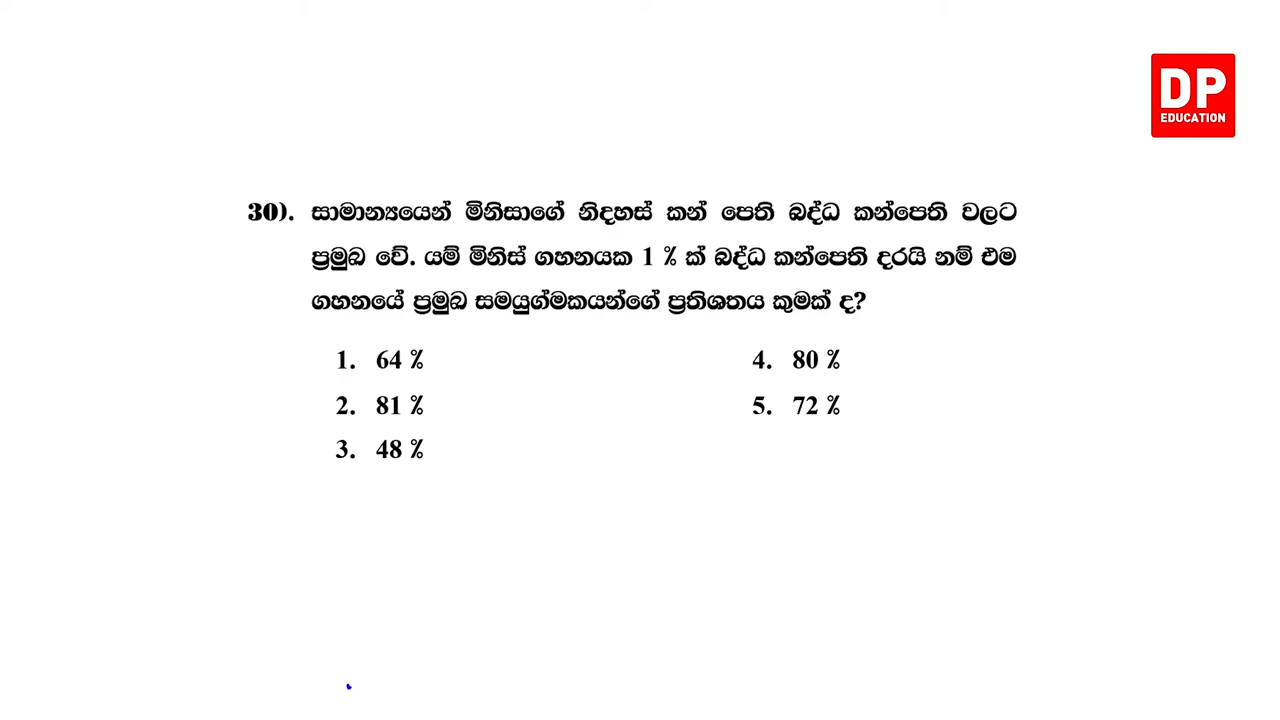 DP
EDUCATION
30). සාමාන්‍යයෙන් මිනිසාගේ නිදහස් කන් පෙති බද්ධ කන්පෙති වලට
ප්‍රමුඛ වේ. යම් මිනිස් ගහනයක 1 % ක් බද්ධ කන්පෙති දරයි නම් එම
ගහනයේ ප්‍රමුඛ සමයුග්මකයන්ගේ ප්‍රතිශතය කුමක් ද?
1. 64 % 4. 80 %
2. 81 % 5. 72 %
3. 48 %